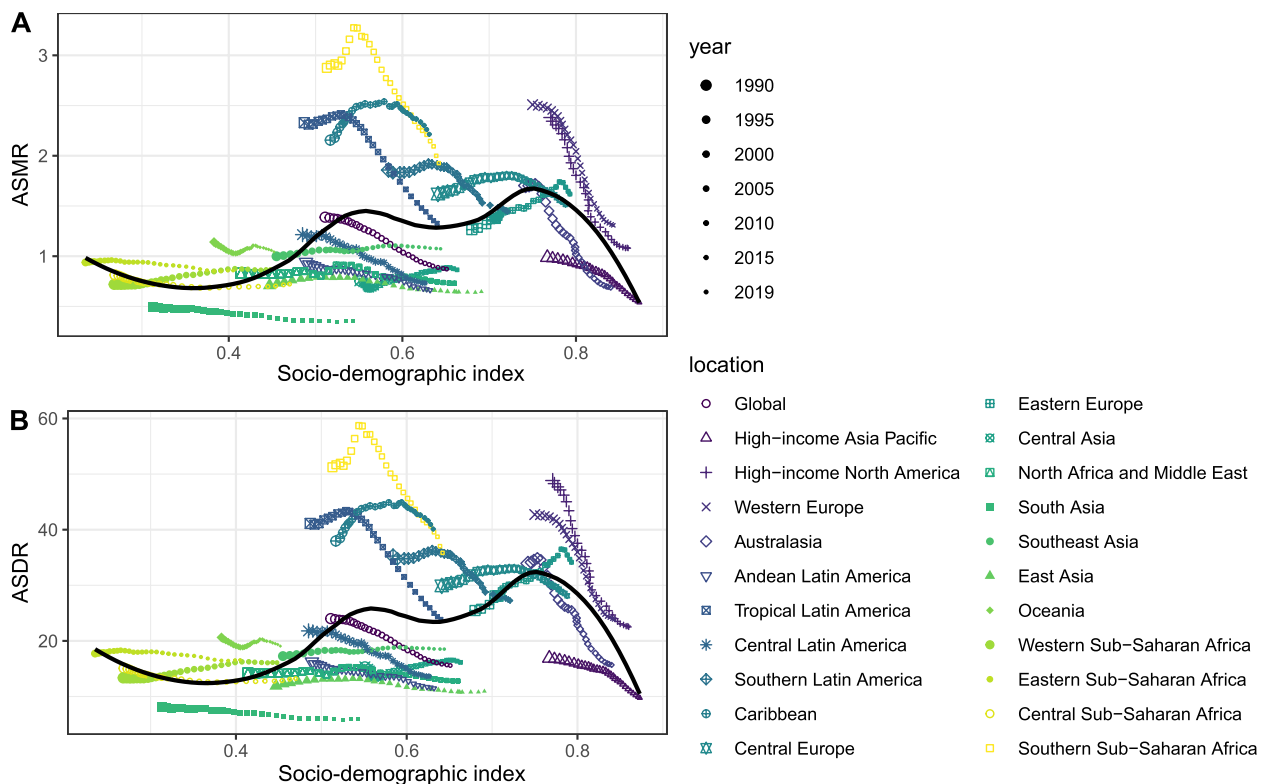 A
3
2
1
ASMR
0.4
0.6
0.8
Socio-demographic index
B
60
40
20
ASDR
0.4
0.6
0.8
Socio-demographic index
year
1990
1995
2000
2005
2010
2015
2019
location
Global
High-income Asia Pacific
High-income North America
Western Europe
Australasia
Andean Latin America
Tropical Latin America
Central Latin America
Southern Latin America
Caribbean
Central Europe
Eastern Europe
Central Asia
North Africa and Middle East
South Asia
Southeast Asia
East Asia
Oceania
Western Sub−Saharan Africa
Eastern Sub−Saharan Africa
Central Sub−Saharan Africa
Southern Sub−Saharan Africa